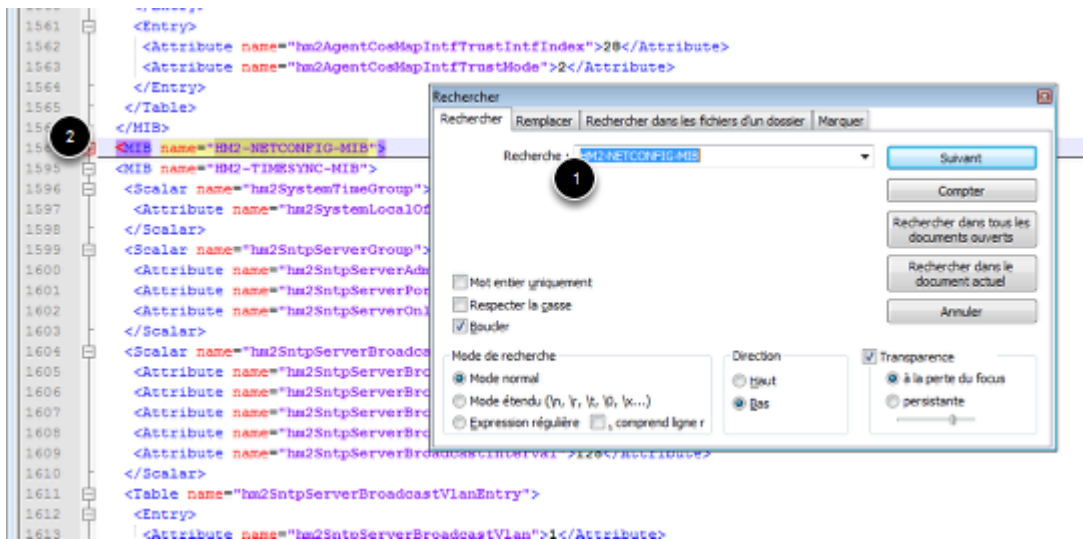 1561 <Entry>
1562 <Attribute name="hm2AgentCosMapIntfTrustIntfIndex">28</Attribute>
1563 <Attribute name="hm2AgentCosMapIntfTrustMode">2</Attribute>
1564 </Entry>
1565 </Table>
</MIB>
2
<MIB name="HM2-NETCONFIG-MIB">
1595 <MIB name="HM2-TIMESYNC-MIB">
1596 <Scalar name="hm2SystemTimeGroup">
1597 <Attribute name="hm2SystemLocalOf
1598 </Scalar>
1599 <Scalar name="hm2SntpServerGroup">
1600 <Attribute name="hm2SntpServerAdm
1601 <Attribute name="hm2SntpServerPor
1602 <Attribute name="hm2SntpServerOnl
1603 </Scalar>
1604 <Scalar name="hm2SntpServerBroadca
1605 <Attribute name="hm2SntpServerBrc
1606 <Attribute name="hm2SntpServerBrc
1607 <Attribute name="hm2SntpServerBrc
1608 <Attribute name="hm2SntpServerBrc
1609 <Attribute name="hm2SntpServerBroadcastInterval">128</Attribute>
1610 </Scalar>
1611 <Table name="hm2SntpServerBroadcastVlanEntry">
1612 <Entry>
1613 <Attribute name="hm2SntpServerBroadcastVlan">1</Attribute>
Rechercher
Rechercher Remplacer Rechercher dans les fichiers d'un dossier Marquer
Recherche : HM2-NETCONFIG-MIB
1
Suivant
Compter
Rechercher dans tous les
documents ouverts
Rechercher dans le
document actuel
Annuler
Mot entier uniquement
Respecter la casse
Boucler
Mode de recherche
Mode normal
Mode étendu (\n, \r, \t, \0, \x...)
Expression régulière , comprend ligne r
Direction
Haut
Bas
Transparence
à la perte du focus
persistante